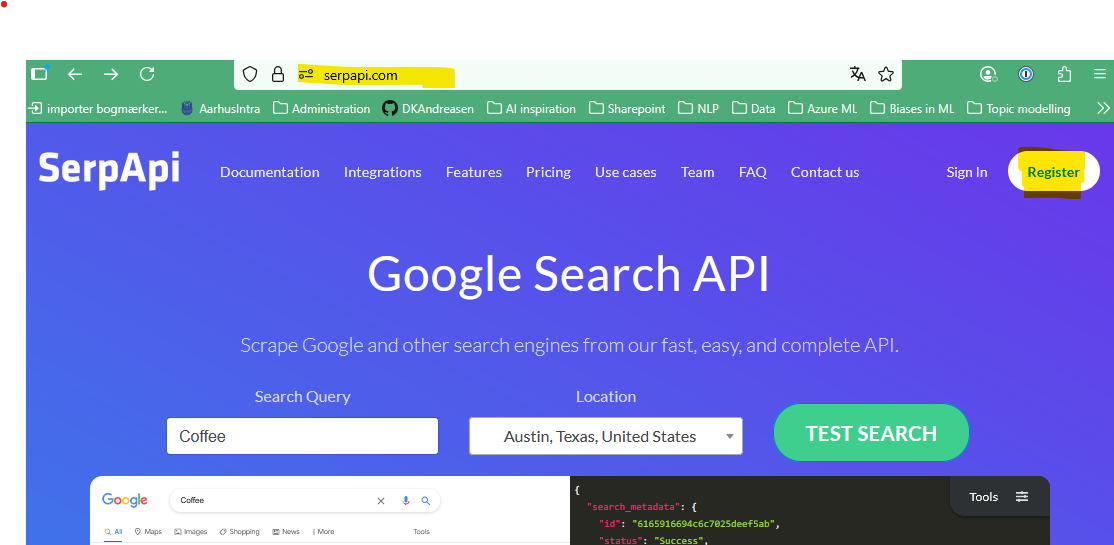 serpapi.com
importer bogmærker... AarhusIntra Administration DKAndreasen AI inspiration Sharepoint NLP Data Azure ML Biases in ML Topic modelling
SerpApi Documentation Integrations Features Pricing Use cases Team FAQ Contact us Sign In Register
Google Search API
Scrape Google and other search engines from our fast, easy, and complete API.
Search Query Location
Coffee Austin, Texas, United States TEST SEARCH
Google Coffee
All Maps Images Shopping News More Tools
{
"search_metadata": {
"id": "6165916694c6c7025deef5ab",
"status": "Success",
Tools